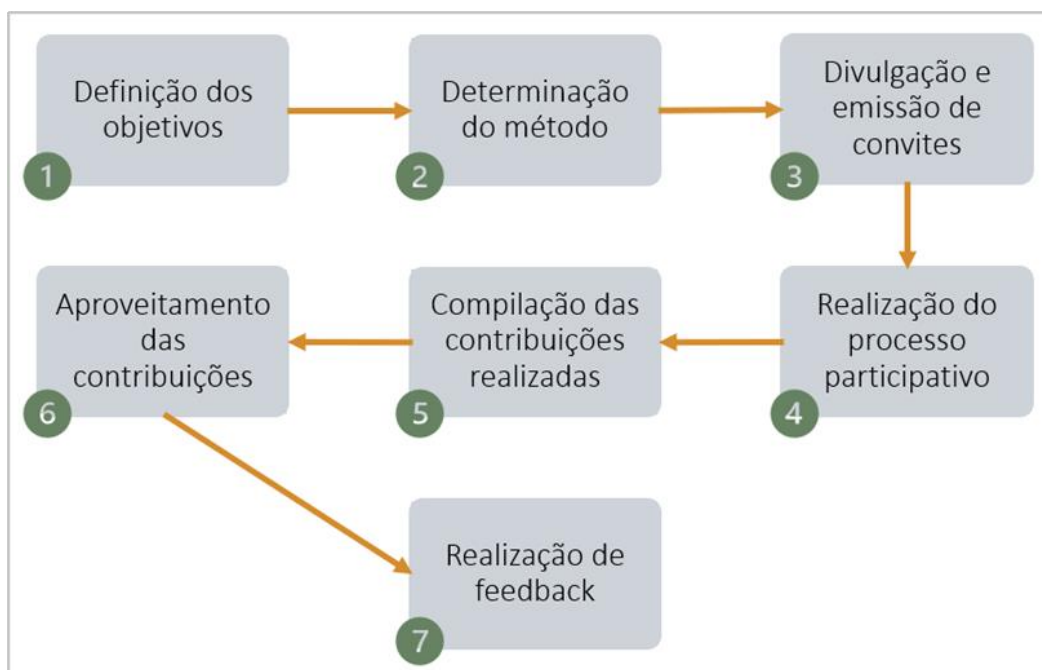 Definição dos
objetivos
1
Determinação
do método
2
Divulgação e
emissão de
convites
3
Realização do
processo
participativo
4
Compilação das
contribuições
realizadas
5
Aproveitamento
das
contribuições
6
Realização de
feedback
7